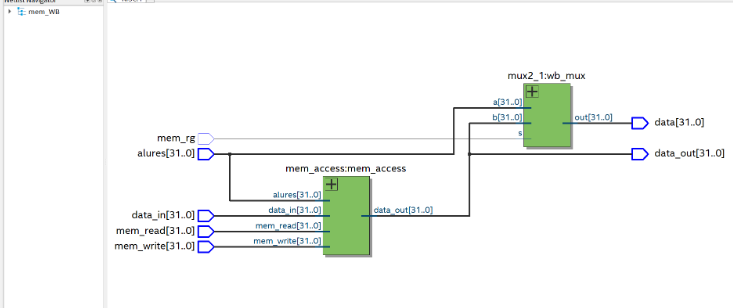 mem_WB
mux2_1:wb_mux
a[31..0]
b[31..0]
s
out[31..0]
data[31..0]
data_out[31..0]
mem_rg
alures[31..0]
mem_access:mem_access
alures[31..0]
data_in[31..0]
data_in[31..0]
data_out[31..0]
mem_read[31..0]
mem_read[31..0]
mem_write[31..0]
mem_write[31..0]